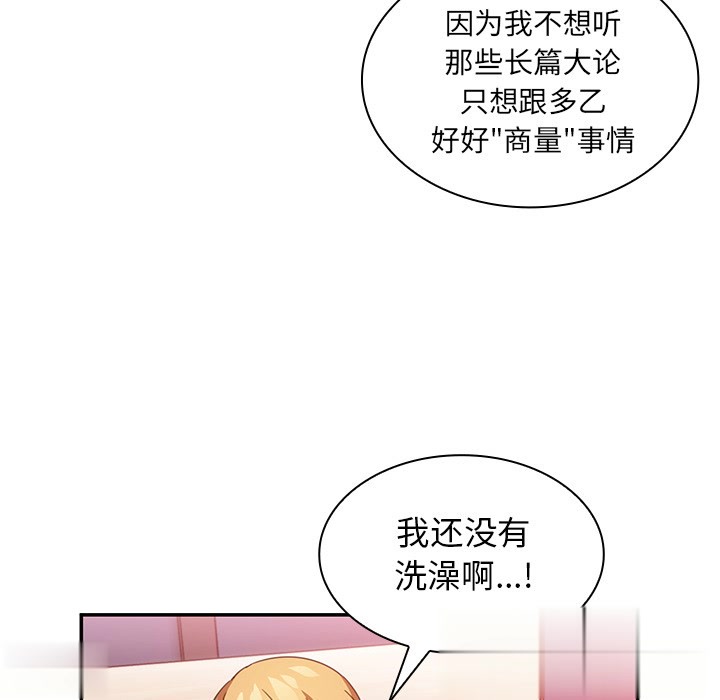 因为我不想听
那些长篇大论
只想跟多乙
好好"商量"事情
我还没有
洗澡啊...!